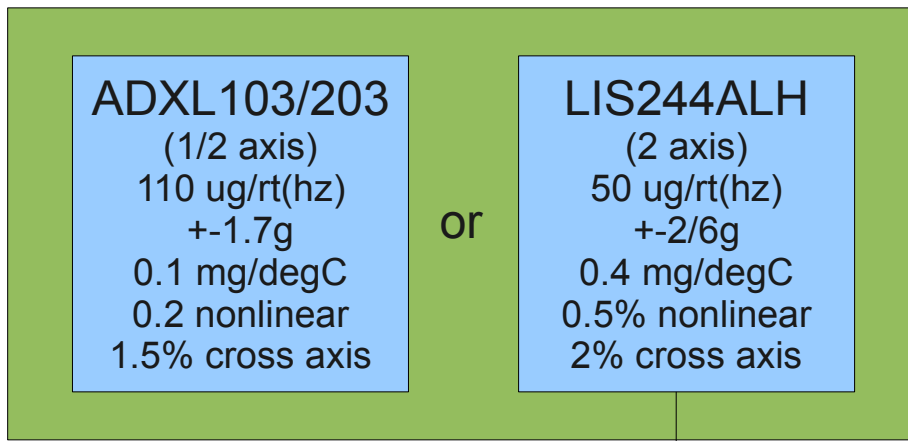 ADXL103/203
(1/2 axis)
110 ug/rt(hz)
+-1.7g
0.1 mg/degC
0.2 nonlinear
1.5% cross axis
or
LIS244ALH
(2 axis)
50 ug/rt(hz)
+-2/6g
0.4 mg/degC
0.5% nonlinear
2% cross axis